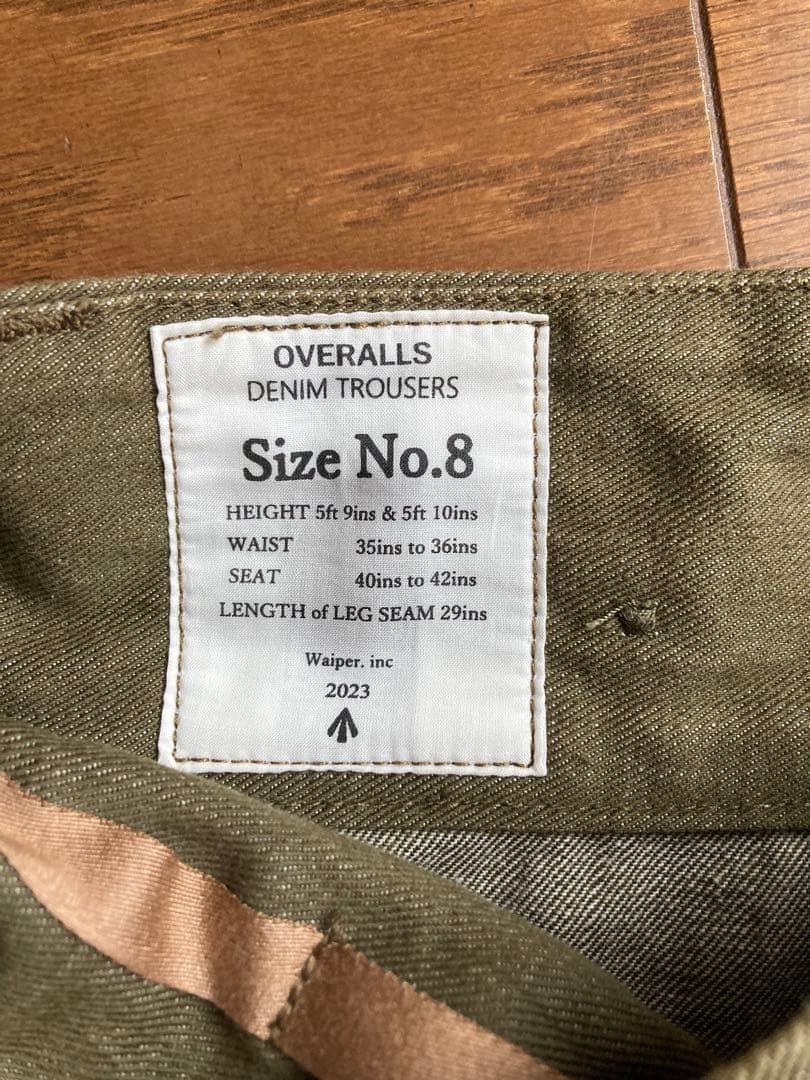 OVERALLS
DENIM TROUSERS
Size No.8
HEIGHT 5ft 9ins & 5ft 10ins
WAIST 35ins to 36ins
SEAT 40ins to 42ins
LENGTH of LEG SEAM 29ins
Waiper. inc
2023